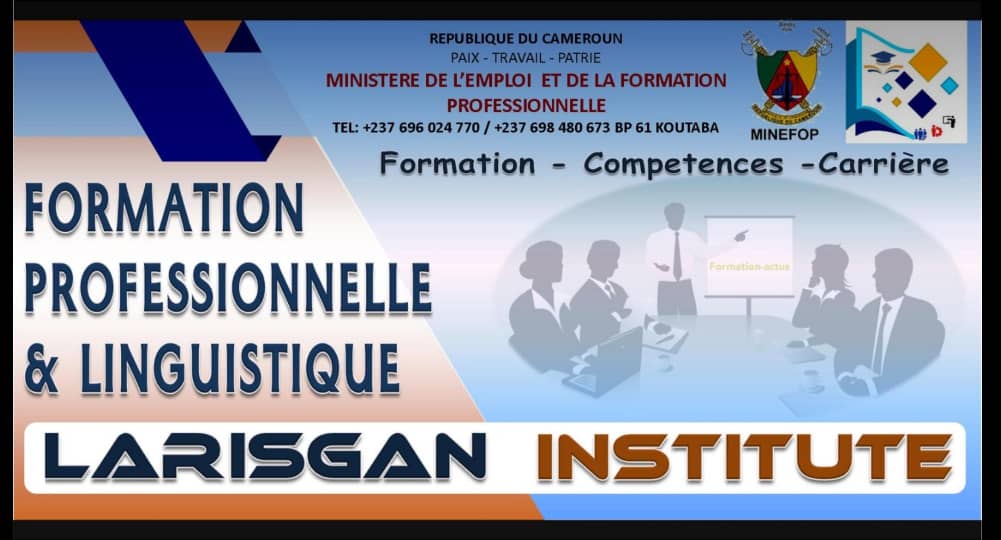 REPUBLIQUE DU CAMEROUN
PAIX - TRAVAIL - PATRIE
MINISTERE DE L'EMPLOI ET DE LA FORMATION
PROFESSIONNELLE
TEL: +237 696 024 770 / +237 698 480 673 BP 61 KOUTABA
MINEFOP
Formation - Competences -Carrière
FORMATION
PROFESSIONNELLE
& LINGUISTIQUE
Formation-actus
LARISGAN INSTITUTE